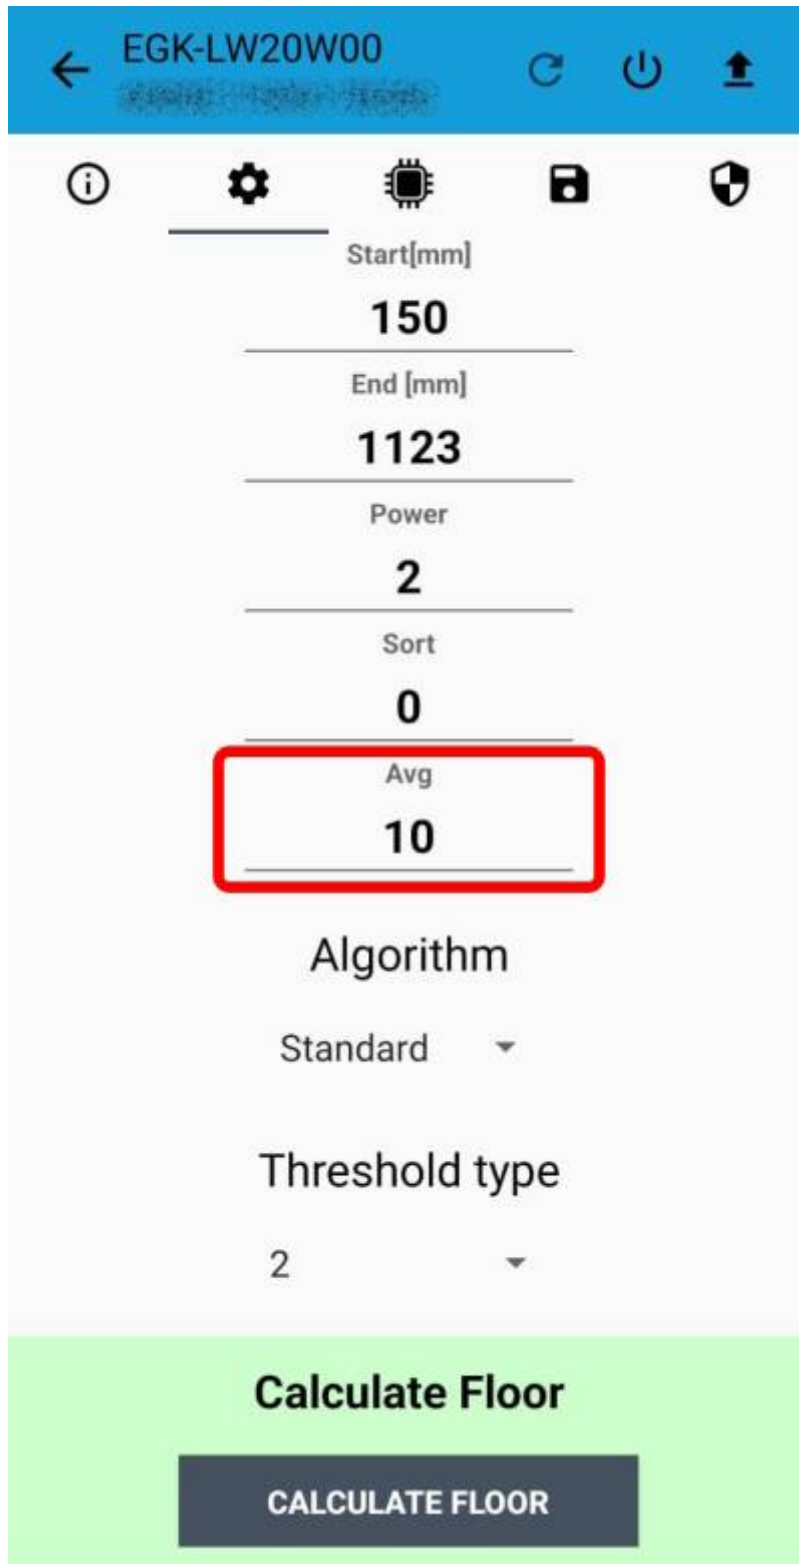 EGK-LW20W00
Start[mm]
150
End [mm]
1123
Power
2
Sort
0
Avg
10
Algorithm
Standard
Threshold type
2
Calculate Floor
CALCULATE FLOOR